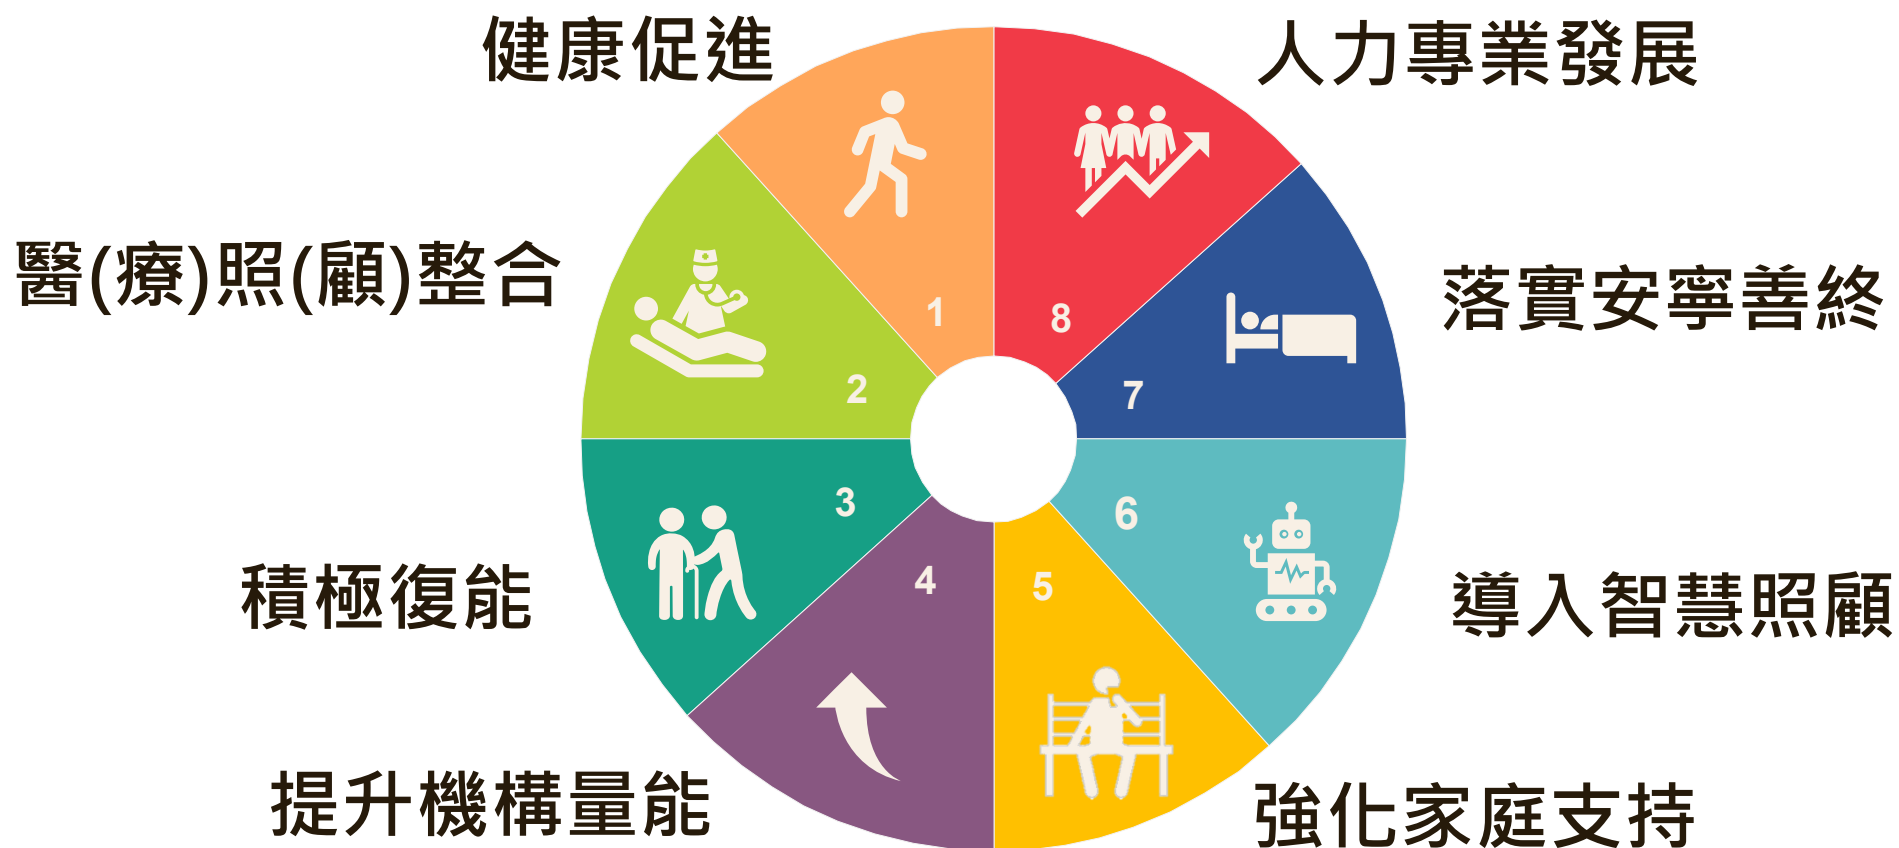 健康促進
人力專業發展
1
8
醫(療)照(顧)整合
落實安寧善終
2
7
3
6
積極復能
導入智慧照顧
4
5
提升機構量能
強化家庭支持